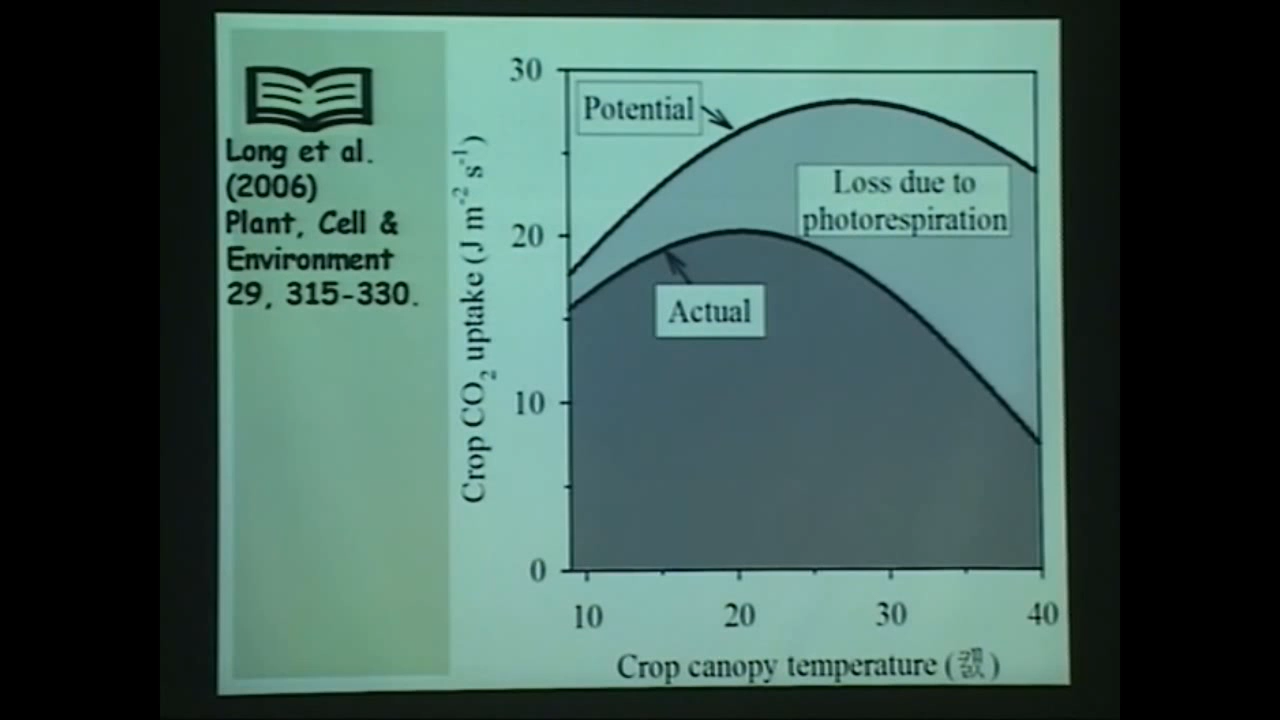 Long et al.
(2006)
Plant, Cell &
Environment
29, 315-330.
Crop CO₂ uptake (J m⁻² s⁻¹)
30
20
10
0
Potential
Loss due to
photorespiration
Actual
10 20 30 40
Crop canopy temperature (캜)